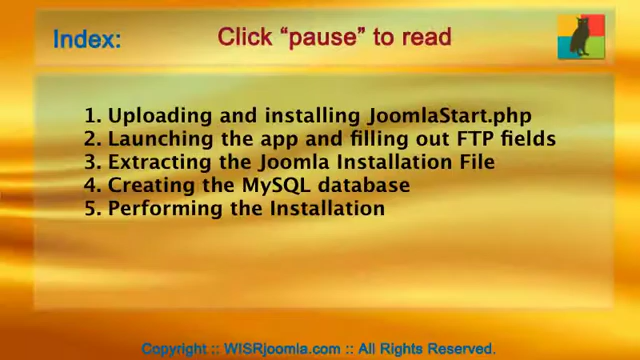 Index:
Click “pause” to read
1. Uploading and installing JoomlaStart.php
2. Launching the app and filling out FTP fields
3. Extracting the Joomla Installation File
4. Creating the MySQL database
5. Performing the Installation
Copyright :: WISRjoomla.com :: All Rights Reserved.